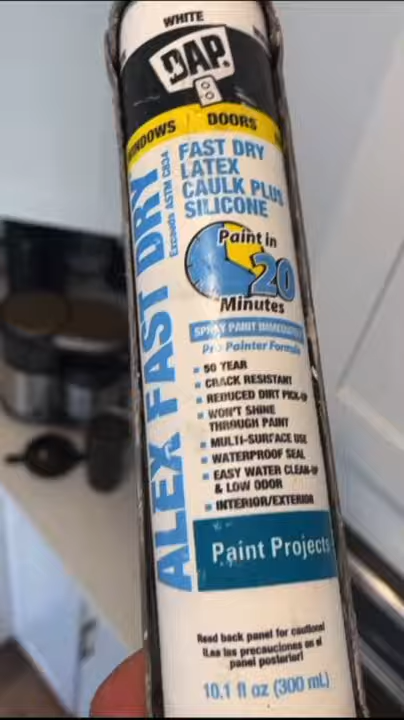 WHITE
DAP
WINDOWS DOORS
ALEX FAST DRY
Exceeds ASTM C834
FAST DRY
LATEX
CAULK PLUS
SILICONE
Paint in
20
Minutes
SPRAY PAINT IMMEDIATELY
Pro Painter Formula
50 YEAR
CRACK RESISTANT
REDUCED DIRT PICK-UP
WON'T SHINE
THROUGH PAINT
MULTI-SURFACE USE
WATERPROOF SEAL
EASY WATER CLEAN-UP
& LOW ODOR
INTERIOR/EXTERIOR
Paint Projects
Read back panel for cautions!
¡Lea las precauciones en el
panel posterior!
10.1 fl oz (300 mL)